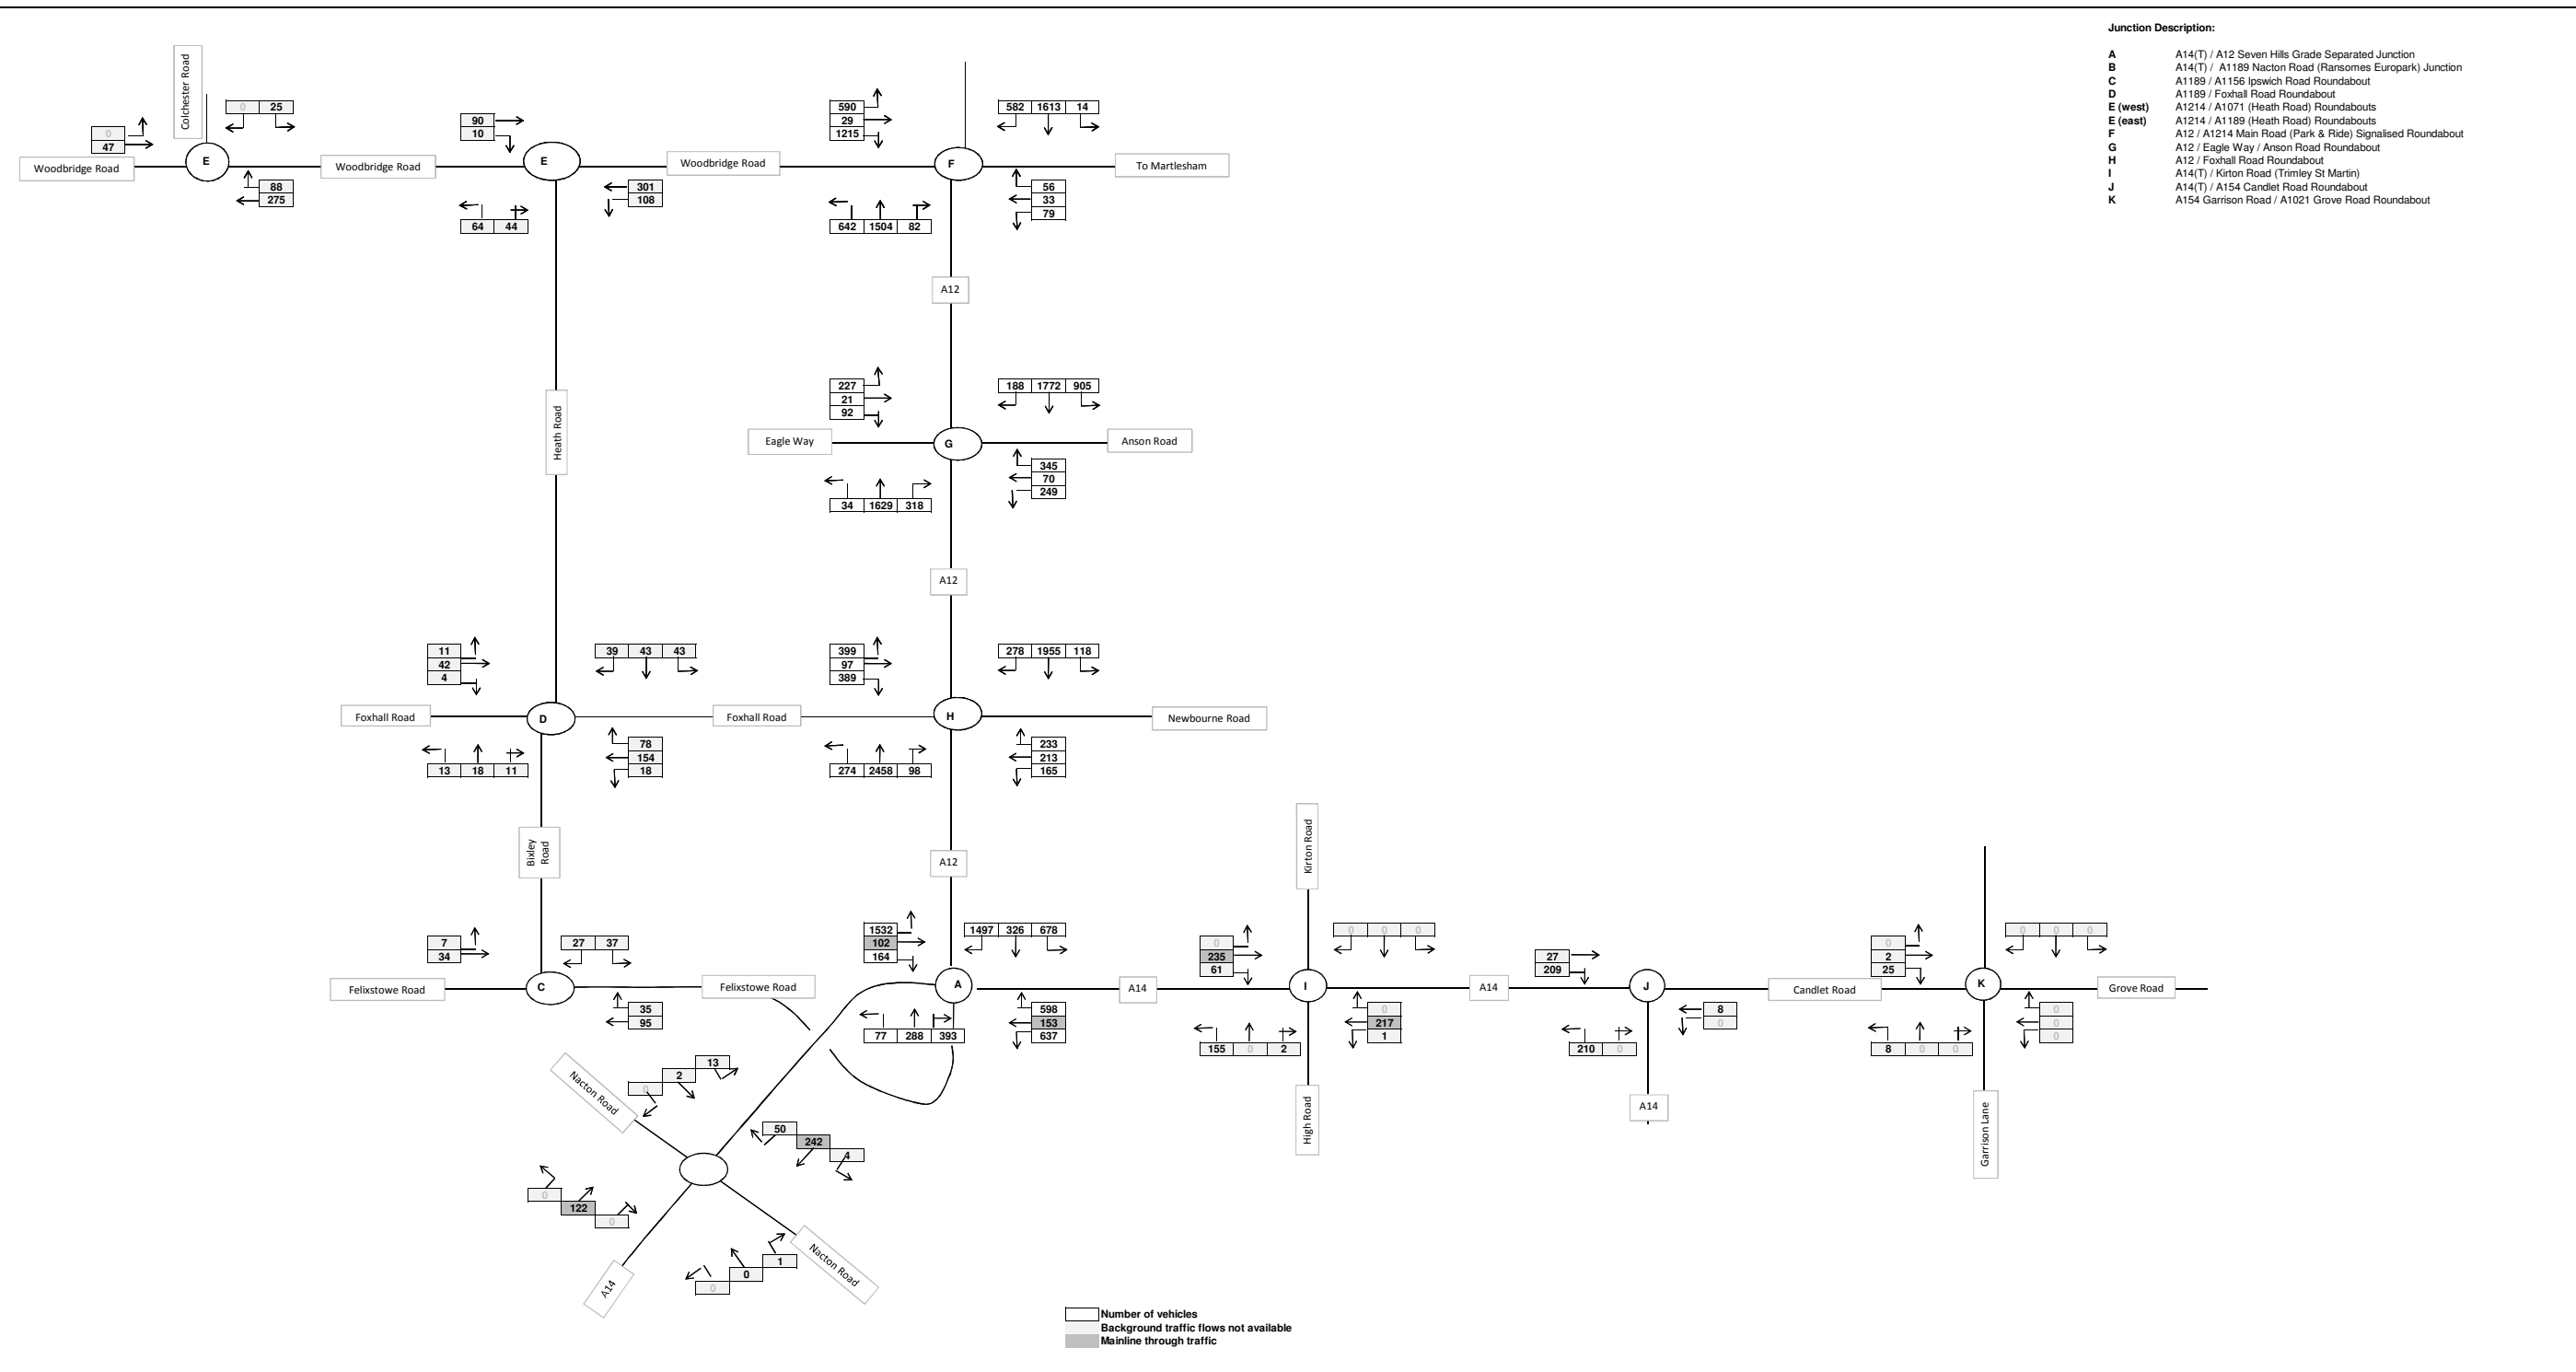 Junction Description:
A A14(T) / A12 Seven Hills Grade Separated Junction
B A14(T) / A1189 Nacton Road (Ransomes Europark) Junction
C A1189 / A1156 Ipswich Road Roundabout
D A1189 / Foxhall Road Roundabout
E (west) A1214 / A1071 (Heath Road) Roundabouts
E (east) A1214 / A1189 (Heath Road) Roundabouts
F A12 / A1214 Main Road (Park & Ride) Signalised Roundabout
G A12 / Eagle Way / Anson Road Roundabout
H A12 / Foxhall Road Roundabout
I A14(T) / Kirton Road (Trimley St Martin)
J A14(T) / A154 Candlet Road Roundabout
K A154 Garrison Road / A1021 Grove Road Roundabout
Colchester Road
0 25
0
47
Woodbridge Road
E
Woodbridge Road
88
275
90
10
E
Woodbridge Road
64 44
301
108
590
29
1215
582 1613 14
F
To Martlesham
642 1504 82
56
33
79
A12
Heath Road
227
21
92
188 1772 905
Eagle Way
G
Anson Road
34 1629 318
345
70
249
A12
11
42
4
39 43 43
Foxhall Road
D
Foxhall Road
13 18 11
78
154
18
399
97
389
278 1955 118
H
Newbourne Road
274 2458 98
233
213
165
Bixley
Road
A12
7
34
27 37
Felixstowe Road
C
Felixstowe Road
35
95
1532
102
164
1497 326 678
A
77 288 393
598
153
637
A14
Kirton Road
0
235
61
0 0 0
I
155 0 2
0
217
1
High Road
A14
27
209
J
210 0
8
0
A14
Candlet Road
0
2
25
0 0 0
K
Grove Road
8 0 0
0
0
0
Garrison Lane
Nacton Road
13
2
0
50
242
4
0
122
0
1
0
0
Nacton Road
A14
Number of vehicles
Background traffic flows not available
Mainline through traffic